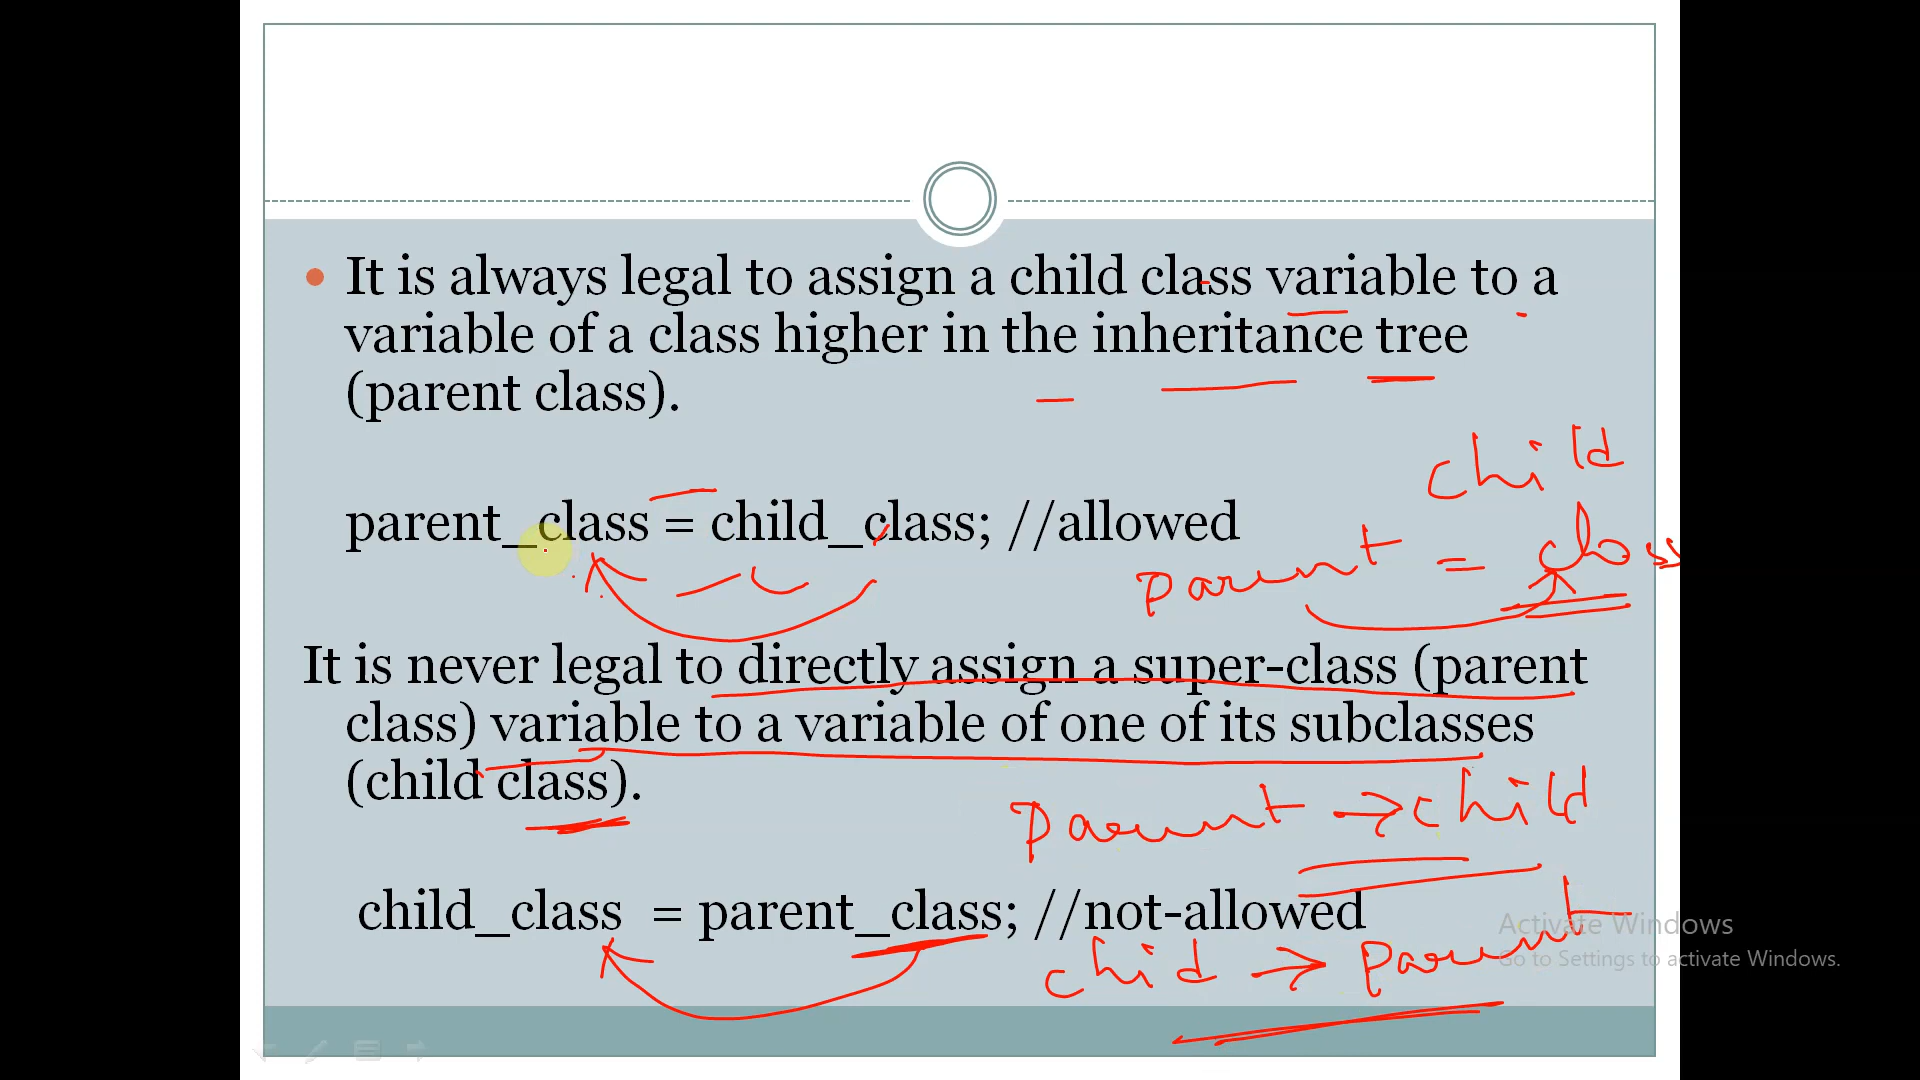 It is always legal to assign a child class variable to a
variable of a class higher in the inheritance tree
(parent class).
child
parent_class = child_class; //allowed
Parent = class
It is never legal to directly assign a super-class (parent
class) variable to a variable of one of its subclasses
(child class).
Parent → child
child_class = parent_class; //not-allowed
Activate Windows
Go to Settings to activate Windows.
chid → Parent